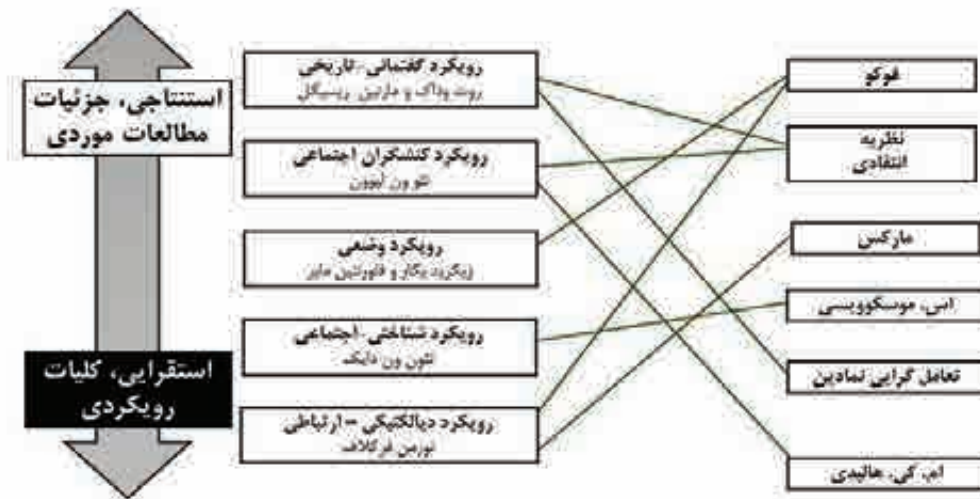 رویکرد گفتمانی-تاریخی
روث وداک و مارتین ریسیگل
فوکو
استنتاجی، جزئیات
مطالعات موردی
نظریه
انتقادی
رویکرد کنشگران اجتماعی
تئو ون لیوون
رویکرد وضعی
زیگرید یگار و فلورنتین مایر
مارکس
اس. موسکوویسی
رویکرد شناختی-اجتماعی
تئون ون دایک
استقرایی، کلیات
رویکردی
تعامل گرایی نمادین
رویکرد دیالکتیکی - ارتباطی
نورمن فرکلاف
ام. کی. هالیدی